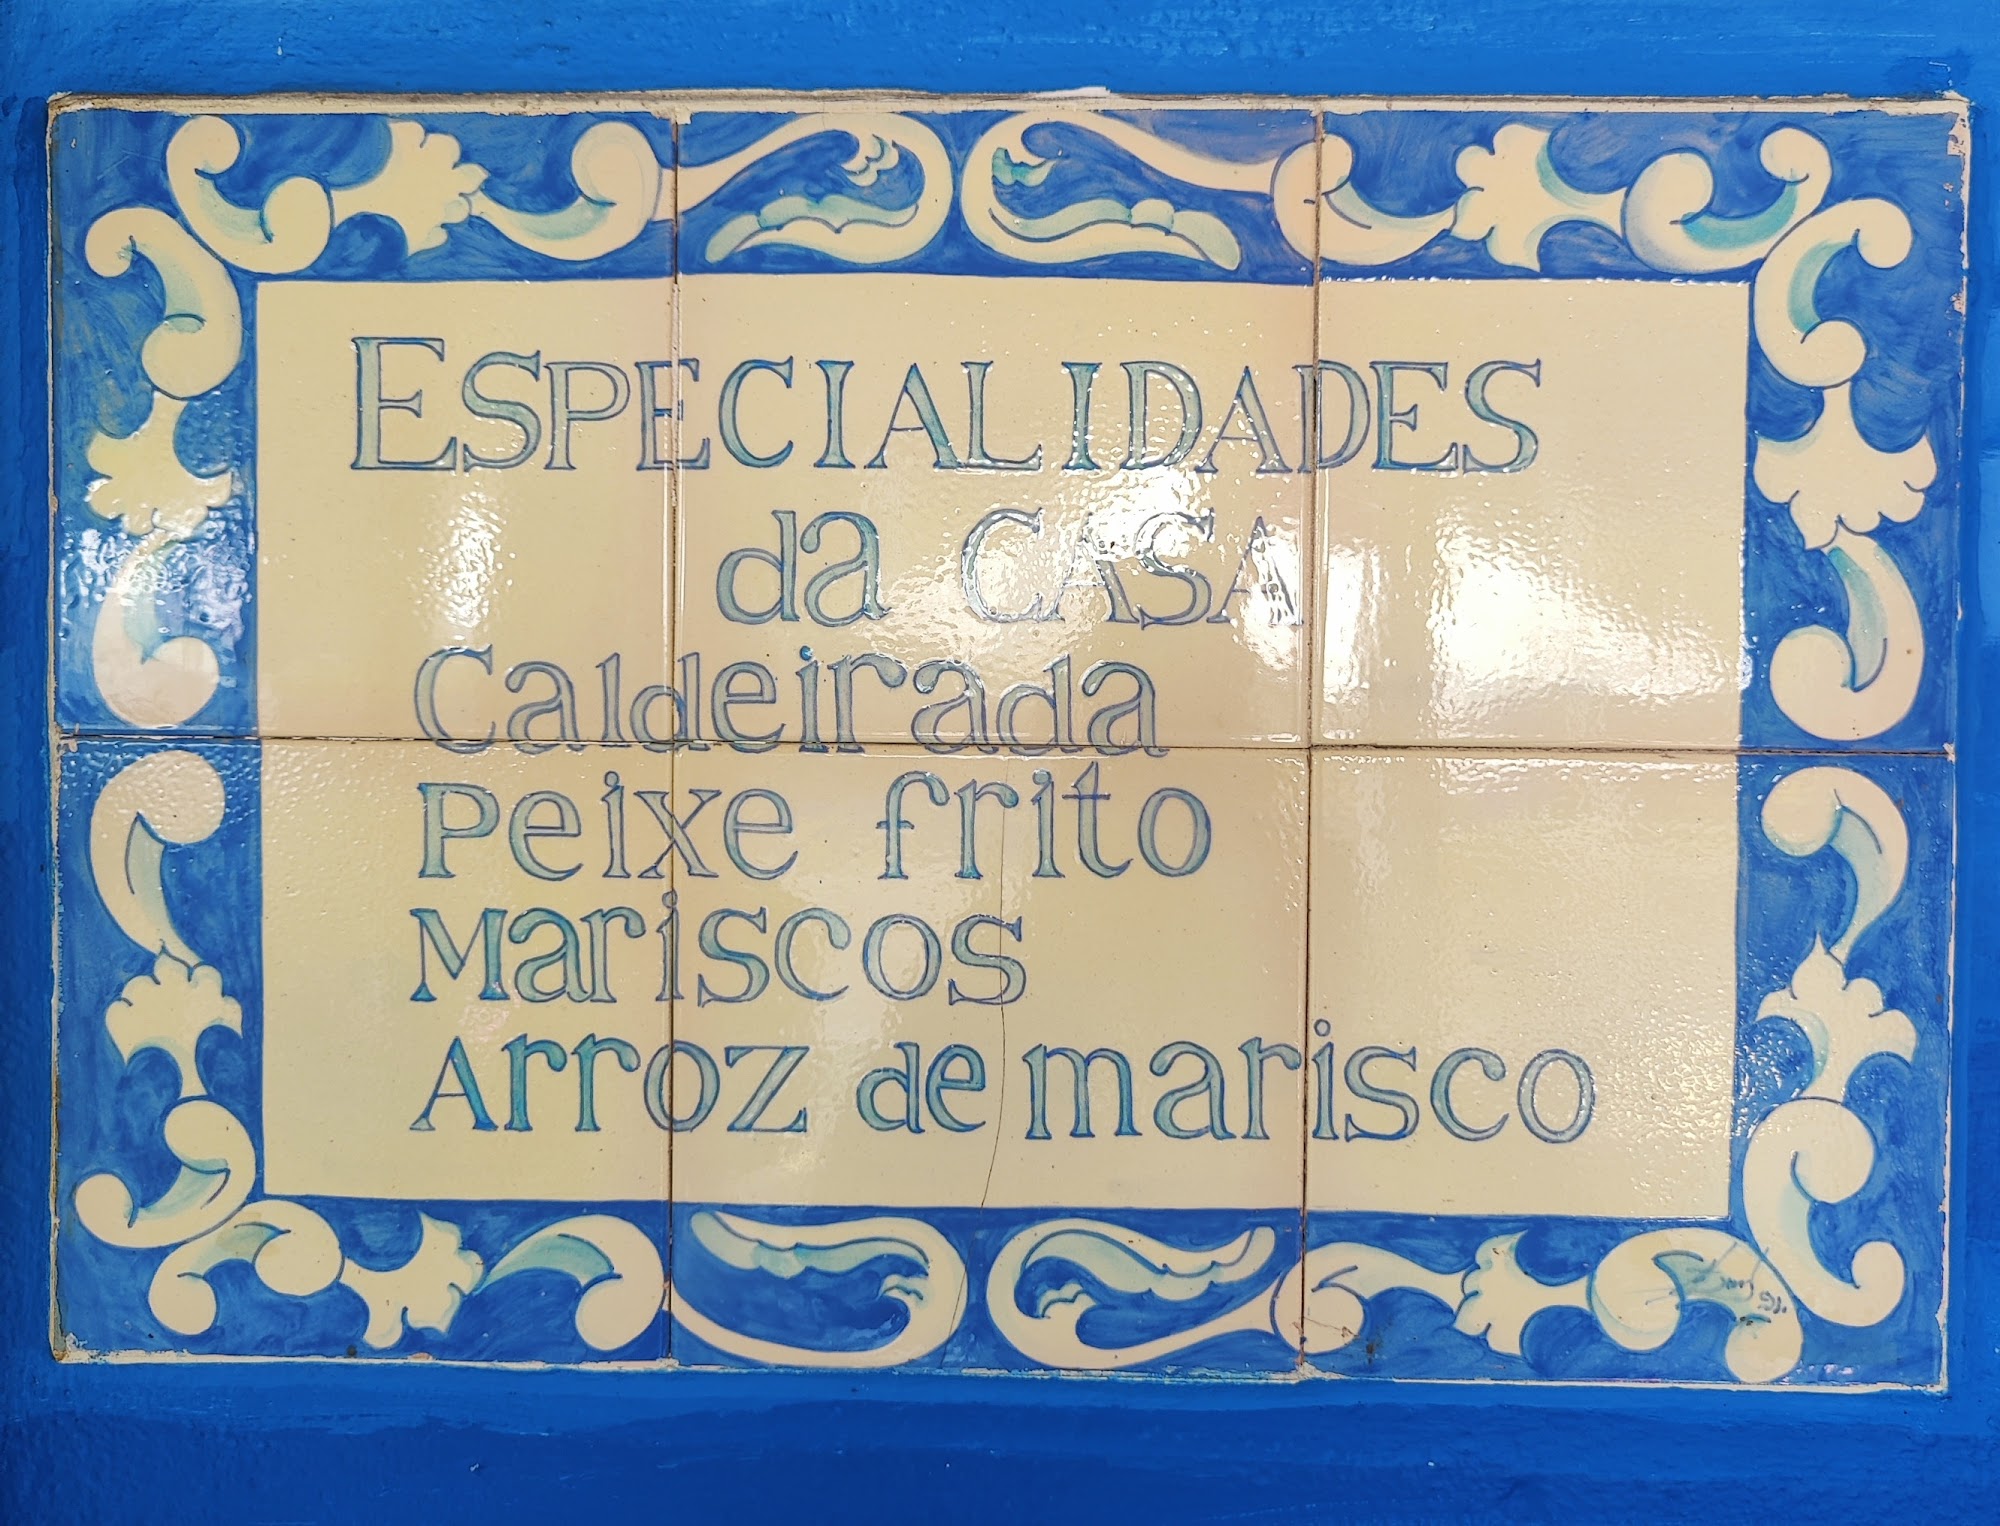 ESPECIALIDADES
da CASA
Caldeirada
Peixe frito
Mariscos
Arroz de marisco